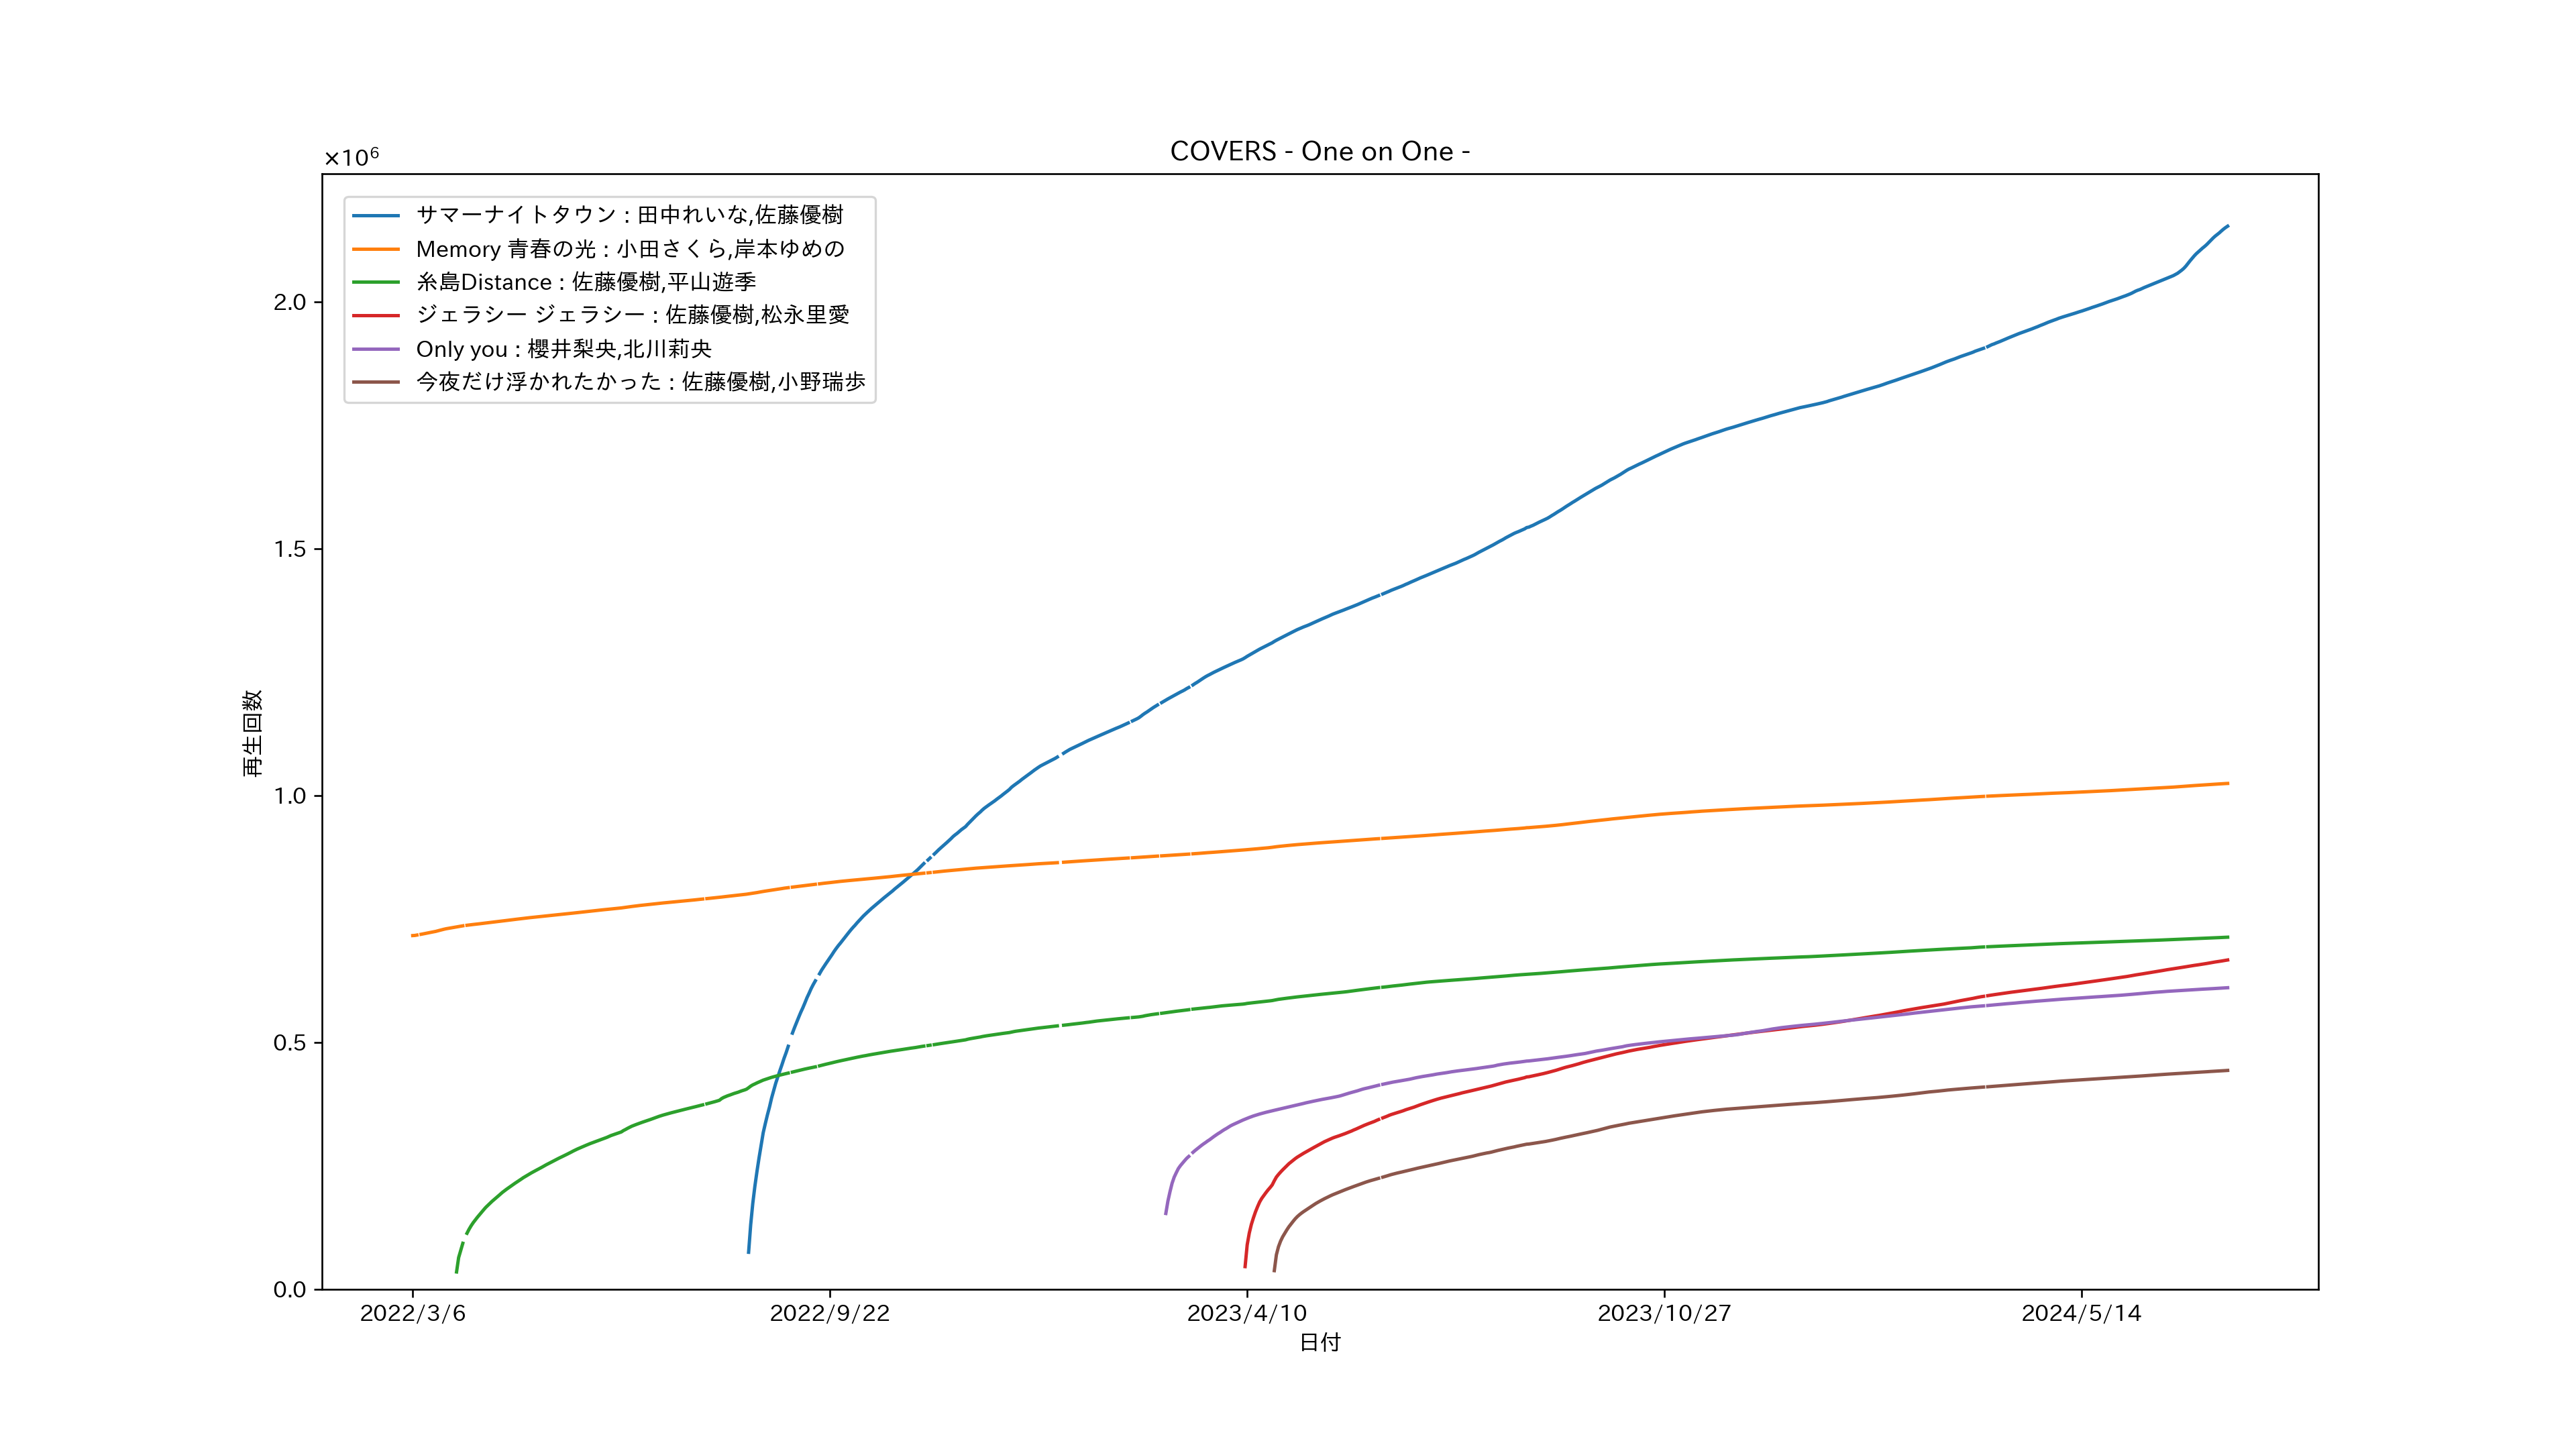 COVERS - One on One -
×10⁶
サマーナイトタウン : 田中れいな,佐藤優樹
Memory 青春の光 : 小田さくら,岸本ゆめの
糸島Distance : 佐藤優樹,平山遊季
ジェラシー ジェラシー : 佐藤優樹,松永里愛
Only you : 櫻井梨央,北川莉央
今夜だけ浮かれたかった : 佐藤優樹,小野瑞歩
2.0
1.5
1.0
0.5
0.0
再生回数
2022/3/6
2022/9/22
2023/4/10
2023/10/27
2024/5/14
日付